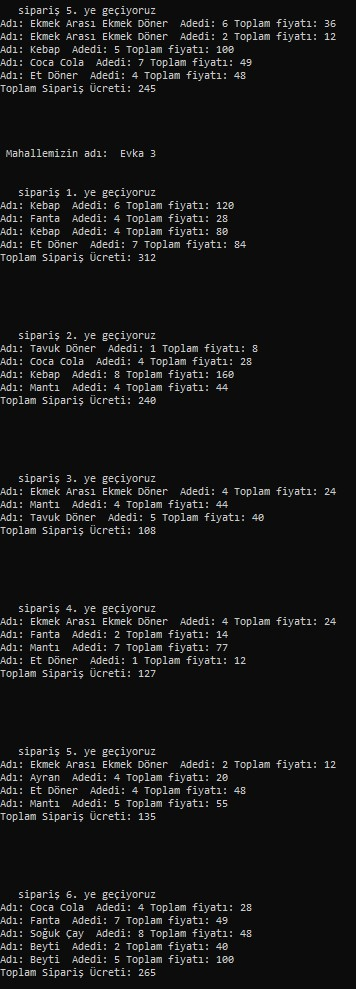 sipariş 5. ye geçiyoruz
Adı: Ekmek Arası Ekmek Döner  Adedi: 6 Toplam fiyatı: 36
Adı: Ekmek Arası Ekmek Döner  Adedi: 2 Toplam fiyatı: 12
Adı: Kebap  Adedi: 5 Toplam fiyatı: 100
Adı: Coca Cola  Adedi: 7 Toplam fiyatı: 49
Adı: Et Döner  Adedi: 4 Toplam fiyatı: 48
Toplam Sipariş Ücreti: 245
Mahallemizin adı:  Evka 3
sipariş 1. ye geçiyoruz
Adı: Kebap  Adedi: 6 Toplam fiyatı: 120
Adı: Fanta  Adedi: 4 Toplam fiyatı: 28
Adı: Kebap  Adedi: 4 Toplam fiyatı: 80
Adı: Et Döner  Adedi: 7 Toplam fiyatı: 84
Toplam Sipariş Ücreti: 312
sipariş 2. ye geçiyoruz
Adı: Tavuk Döner  Adedi: 1 Toplam fiyatı: 8
Adı: Coca Cola  Adedi: 4 Toplam fiyatı: 28
Adı: Kebap  Adedi: 8 Toplam fiyatı: 160
Adı: Mantı  Adedi: 4 Toplam fiyatı: 44
Toplam Sipariş Ücreti: 240
sipariş 3. ye geçiyoruz
Adı: Ekmek Arası Ekmek Döner  Adedi: 4 Toplam fiyatı: 24
Adı: Mantı  Adedi: 4 Toplam fiyatı: 44
Adı: Tavuk Döner  Adedi: 5 Toplam fiyatı: 40
Toplam Sipariş Ücreti: 108
sipariş 4. ye geçiyoruz
Adı: Ekmek Arası Ekmek Döner  Adedi: 4 Toplam fiyatı: 24
Adı: Fanta  Adedi: 2 Toplam fiyatı: 14
Adı: Mantı  Adedi: 7 Toplam fiyatı: 77
Adı: Et Döner  Adedi: 1 Toplam fiyatı: 12
Toplam Sipariş Ücreti: 127
sipariş 5. ye geçiyoruz
Adı: Ekmek Arası Ekmek Döner  Adedi: 2 Toplam fiyatı: 12
Adı: Ayran  Adedi: 4 Toplam fiyatı: 20
Adı: Et Döner  Adedi: 4 Toplam fiyatı: 48
Adı: Mantı  Adedi: 5 Toplam fiyatı: 55
Toplam Sipariş Ücreti: 135
sipariş 6. ye geçiyoruz
Adı: Coca Cola  Adedi: 4 Toplam fiyatı: 28
Adı: Fanta  Adedi: 7 Toplam fiyatı: 49
Adı: Soğuk Çay  Adedi: 8 Toplam fiyatı: 48
Adı: Beyti  Adedi: 2 Toplam fiyatı: 40
Adı: Beyti  Adedi: 5 Toplam fiyatı: 100
Toplam Sipariş Ücreti: 265